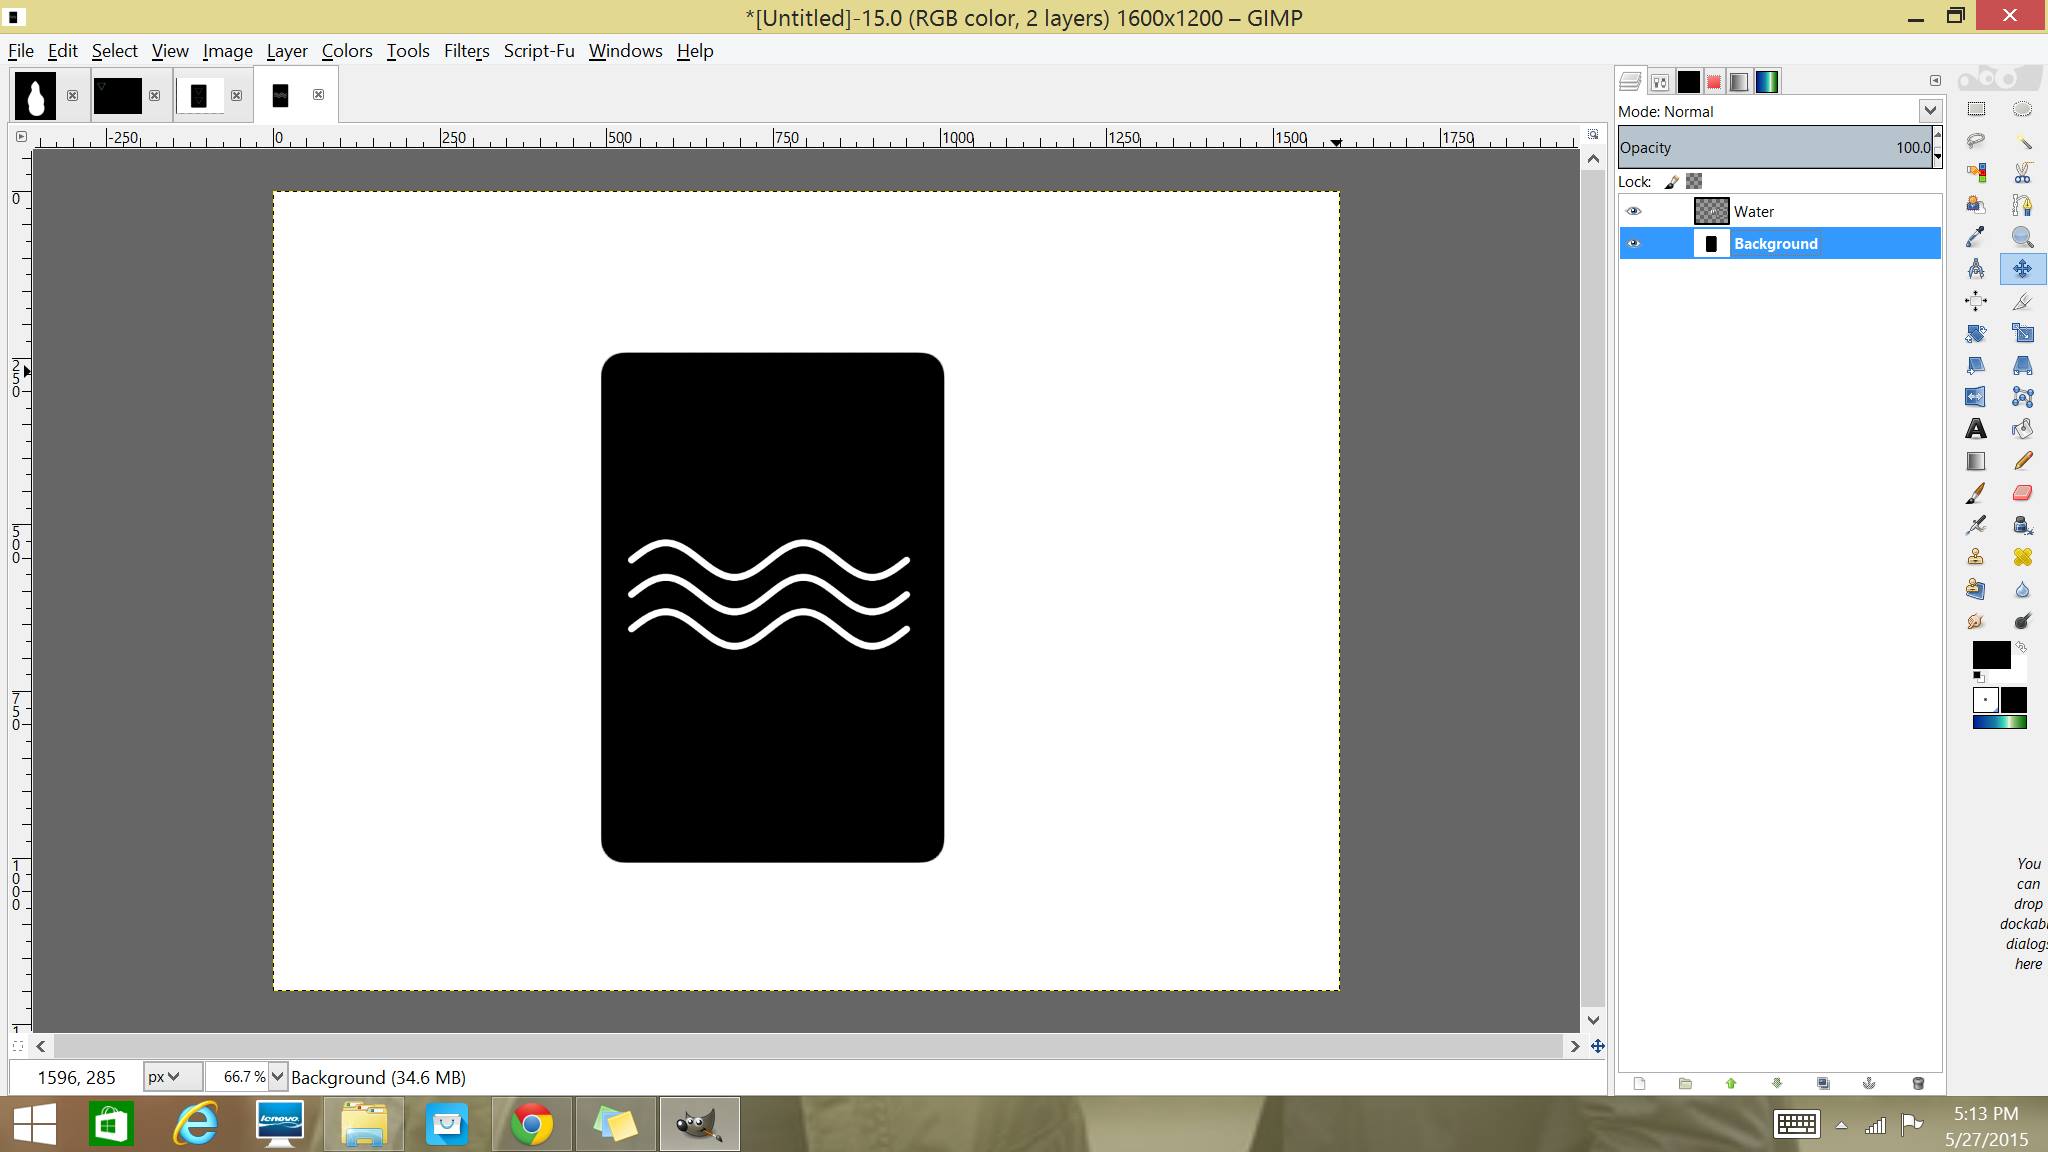 *[Untitled]-15.0 (RGB color, 2 layers) 1600x1200 – GIMP
File Edit Select View Image Layer Colors Tools Filters Script-Fu Windows Help
Mode: Normal
-250 0 250 500 750 1000 1250 1500 1750
Opacity 100.0
Lock:
0
Water
Background
250
500
750
1000
1
You
can
drop
dockabl
dialogs
here
1596, 285 px 66.7 % Background (34.6 MB)
lenovo
5:13 PM
5/27/2015